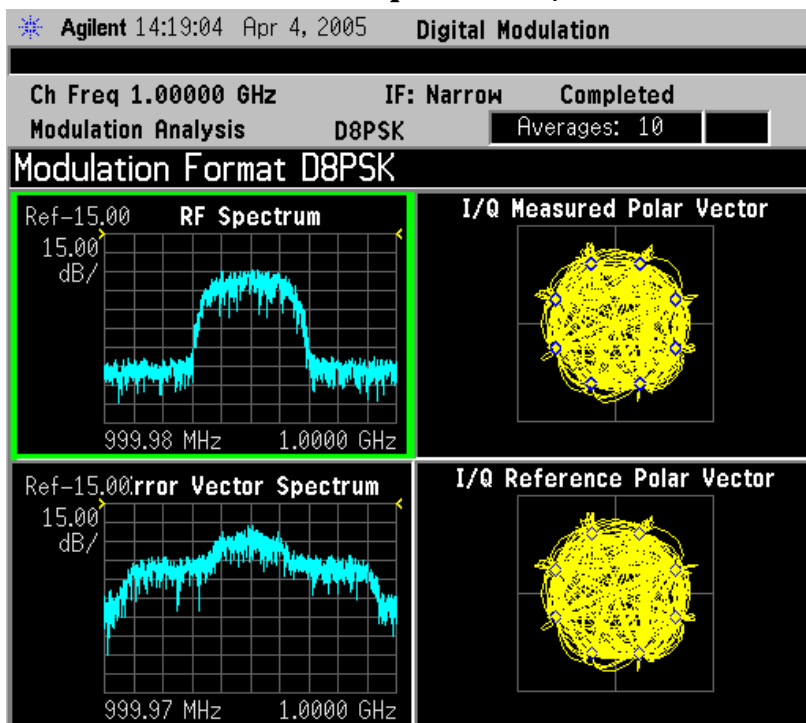 Agilent 14:19:04 Apr 4, 2005 Digital Modulation
Ch Freq 1.00000 GHz IF: Narrow Completed
Modulation Analysis D8PSK Averages: 10
Modulation Format D8PSK
Ref-15.00 RF Spectrum
15.00
dB/
999.98 MHz 1.0000 GHz
I/Q Measured Polar Vector
Ref-15.00 rror Vector Spectrum
15.00
dB/
999.97 MHz 1.0000 GHz
I/Q Reference Polar Vector